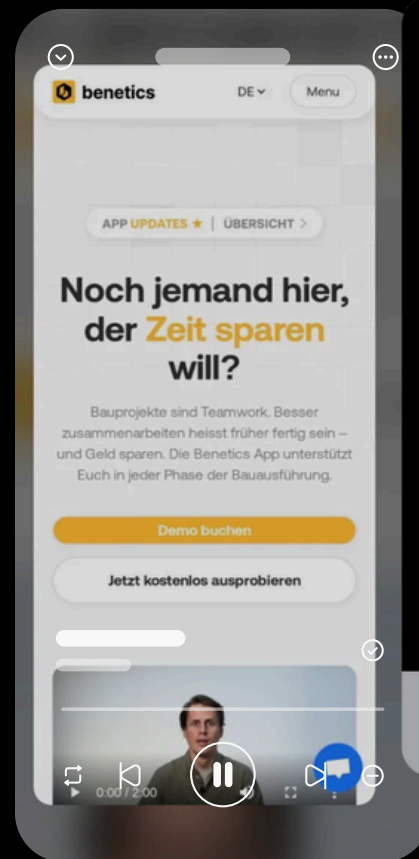 benetics
DE
Menu
APP UPDATES ★ | ÜBERSICHT >
Noch jemand hier,
der Zeit sparen
will?
Bauprojekte sind Teamwork. Besser
zusammenarbeiten heisst früher fertig sein –
und Geld sparen. Die Benetics App unterstützt
Euch in jeder Phase der Bauausführung.
Demo buchen
Jetzt kostenlos ausprobieren
0:00 / 2:00